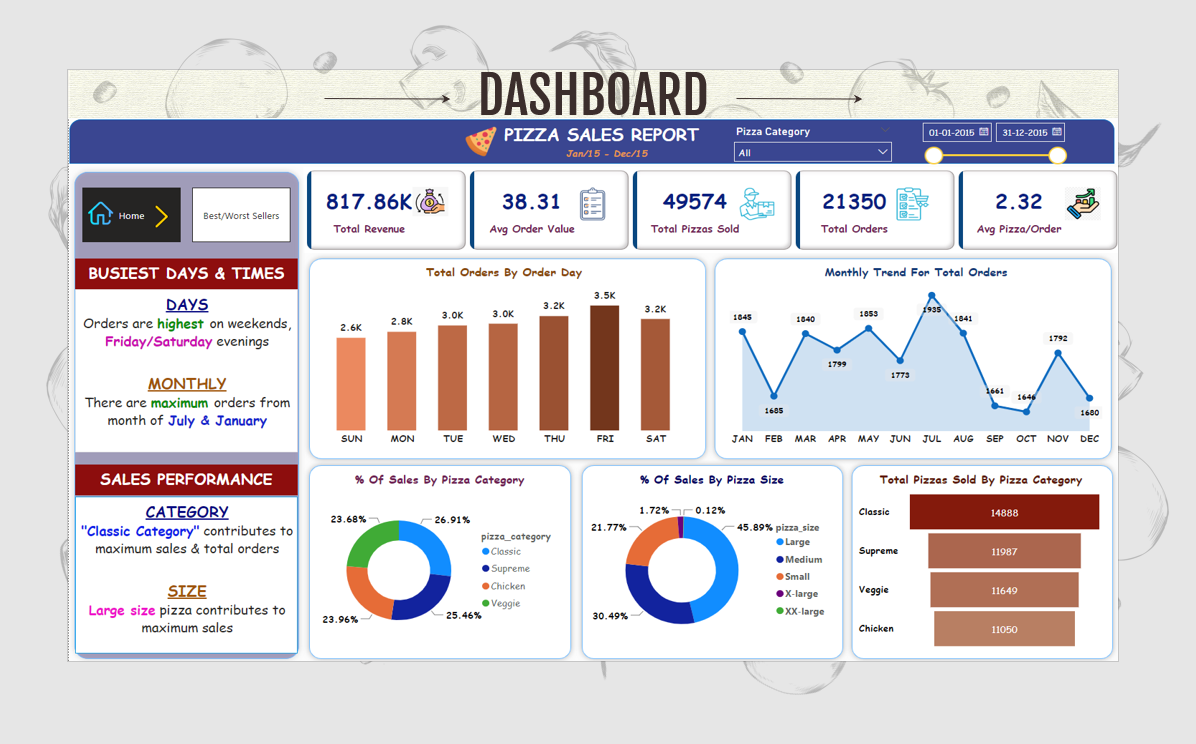 DASHBOARD
PIZZA SALES REPORT
Jan/15 - Dec/15
Pizza Category
All
01-01-2015
31-12-2015
Home
Best/Worst Sellers
817.86K
Total Revenue
38.31
Avg Order Value
49574
Total Pizzas Sold
21350
Total Orders
2.32
Avg Pizza/Order
BUSIEST DAYS & TIMES
DAYS
Orders are highest on weekends,
Friday/Saturday evenings
MONTHLY
There are maximum orders from
month of July & January
SALES PERFORMANCE
CATEGORY
"Classic Category" contributes to
maximum sales & total orders
SIZE
Large size pizza contributes to
maximum sales
Total Orders By Order Day
2.6K
2.8K
3.0K
3.0K
3.2K
3.5K
3.2K
SUN MON TUE WED THU FRI SAT
Monthly Trend For Total Orders
1845
1685
1840
1799
1853
1773
1935
1841
1661
1646
1792
1680
JAN FEB MAR APR MAY JUN JUL AUG SEP OCT NOV DEC
% Of Sales By Pizza Category
23.68%
26.91%
23.96%
25.46%
pizza_category
Classic
Supreme
Chicken
Veggie
% Of Sales By Pizza Size
1.72%
0.12%
21.77%
45.89%
30.49%
pizza_size
Large
Medium
Small
X-large
XX-large
Total Pizzas Sold By Pizza Category
Classic 14888
Supreme 11987
Veggie 11649
Chicken 11050